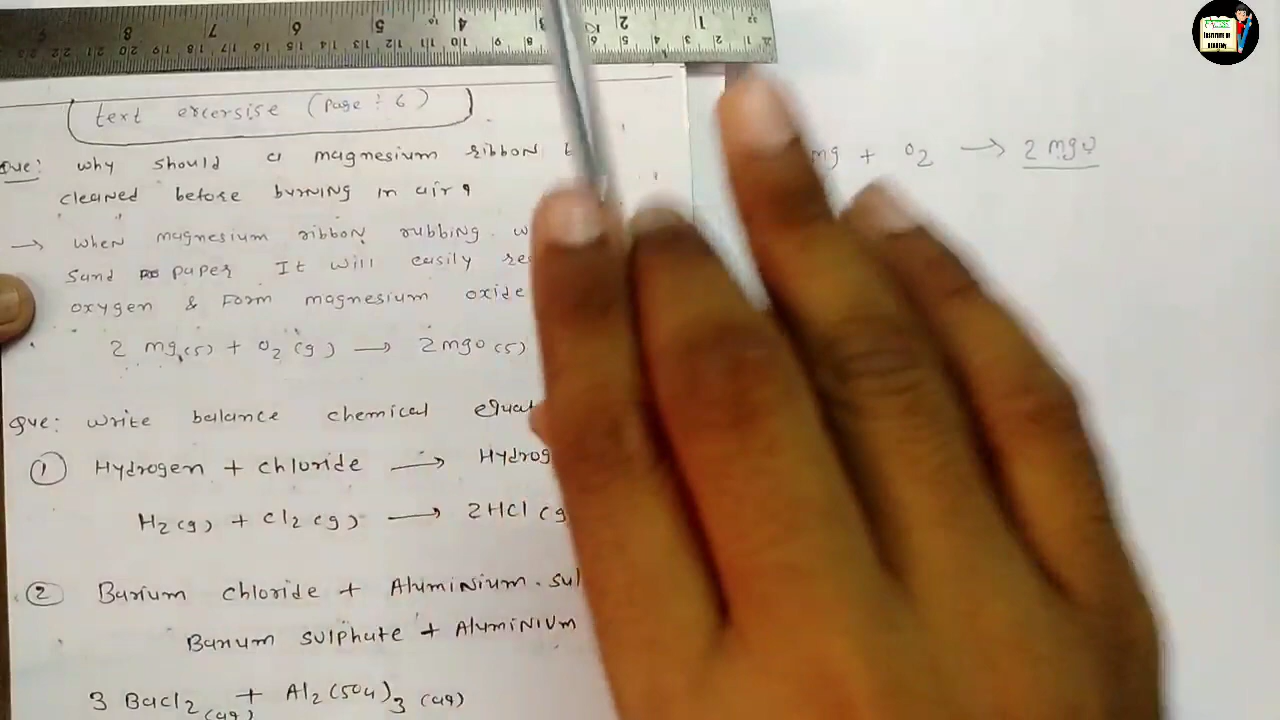 text excersise (page : 6)
Que: why should a magnesium ribbon
cleaned before burning in air ?
→ when magnesium ribbon rubbing
sand paper It will easily
oxygen & Form magnesium oxide
2 mg(s) + O2 (g) → 2mgo (s)
Que: write balance chemical
① Hydrogen + chloride →
H2(g) + Cl2 (g) → 2HCl (g
② Barium chloride + Aluminium
Barium sulphate + Aluminium
3 BaCl2 (aq) + Al2(SO4)3 (aq)
mg + O2 → 2 mgo